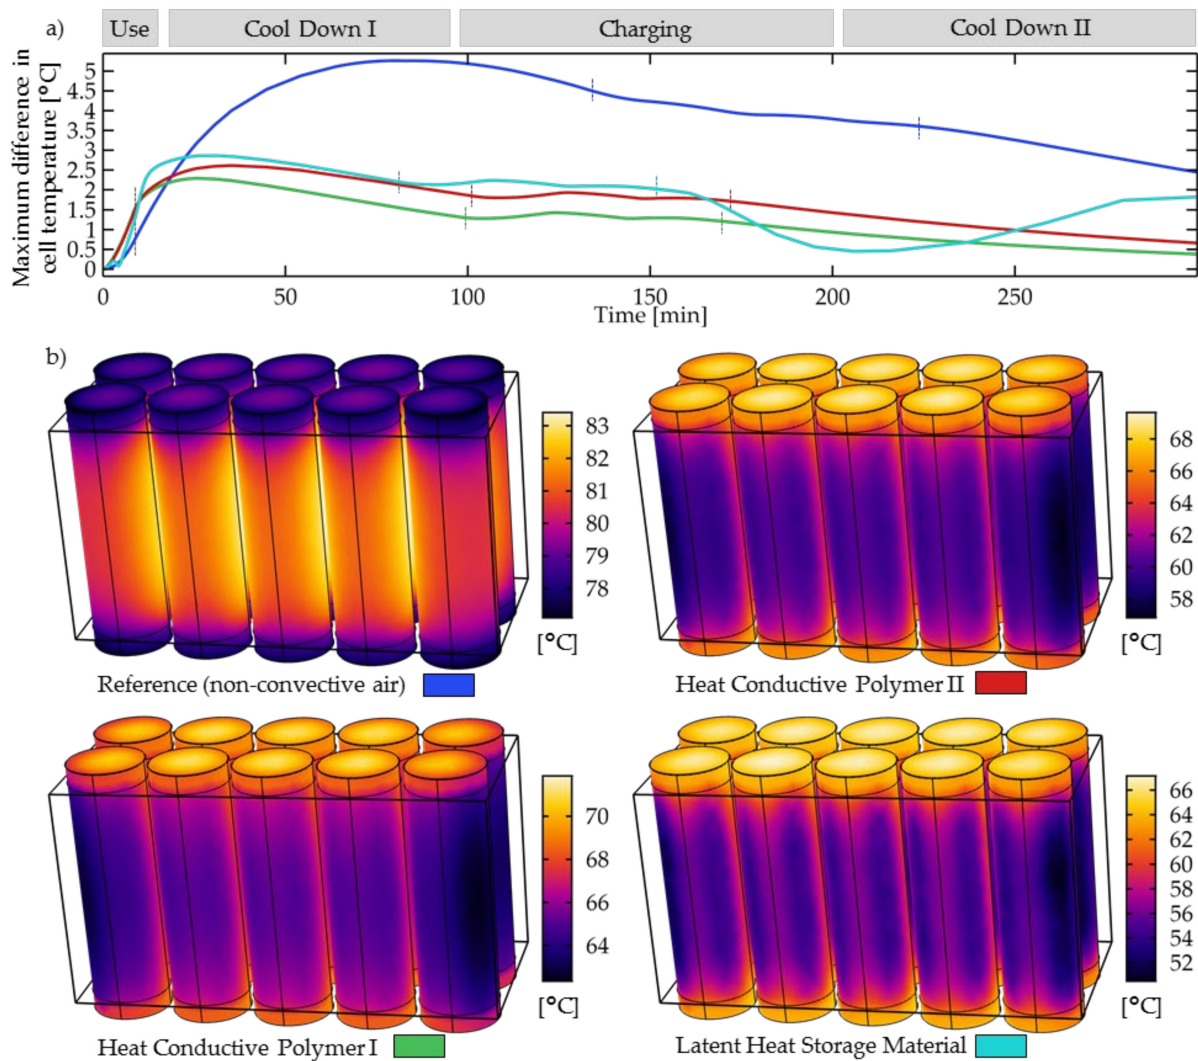 a)
Use
Cool Down I
Charging
Cool Down II
Maximum difference in
cell temperature [°C]
5
4.5
4
3.5
3
2.5
2
1.5
1
0.5
0
0
50
100
150
200
250
Time [min]
b)
83
82
81
80
79
78
[°C]
Reference (non-convective air)
68
66
64
62
60
58
[°C]
Heat Conductive Polymer II
70
68
66
64
[°C]
Heat Conductive Polymer I
66
64
62
60
58
56
54
52
[°C]
Latent Heat Storage Material